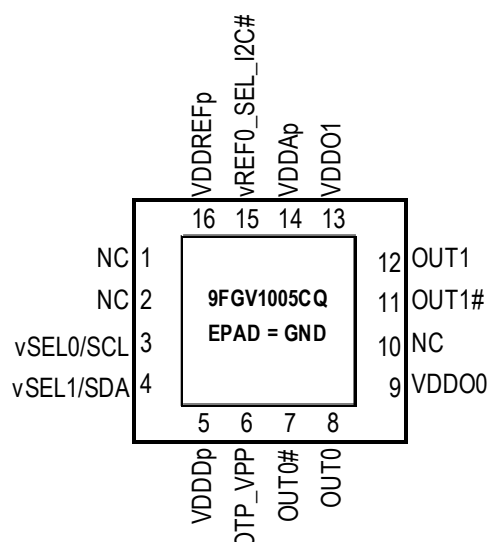 VDDREFp
vREF0_SEL_I2C#
VDDAp
VDDO1
16 15 14 13
NC 1
NC 2
vSEL0/SCL 3
vSEL1/SDA 4
9FGV1005CQ
EPAD = GND
12 OUT1
11 OUT1#
10 NC
9 VDDO0
5 6 7 8
VDDDp
OTP_VPP
OUT0#
OUT0